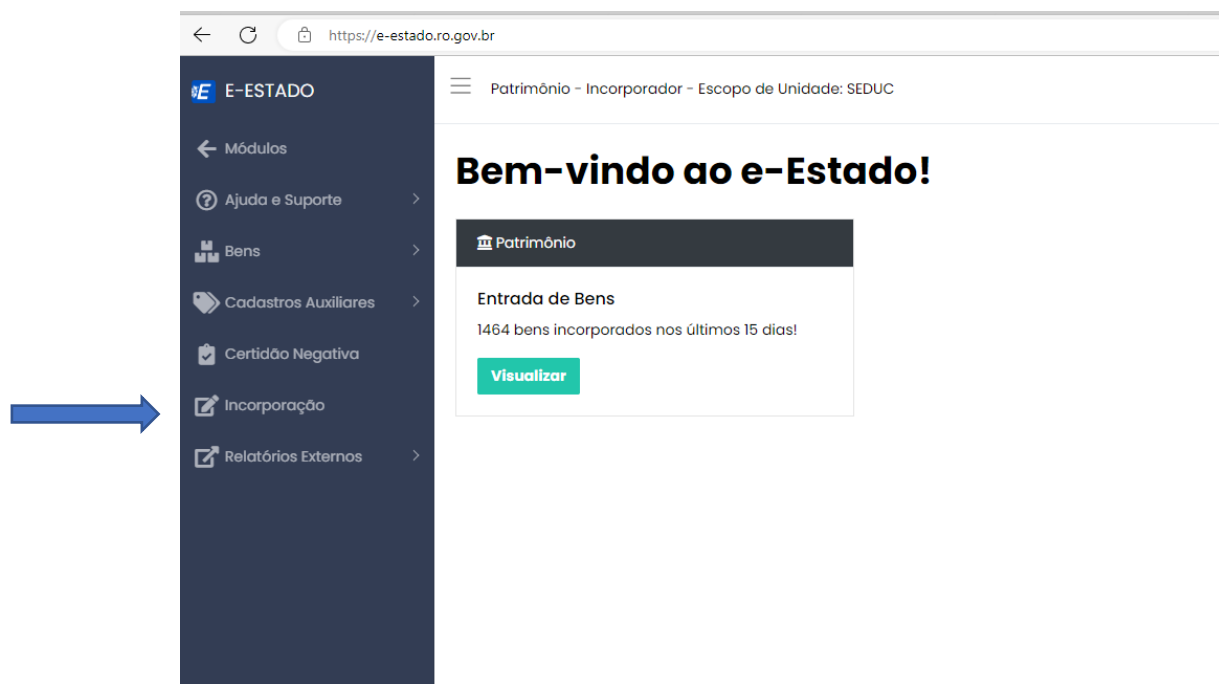 https://e-estado.ro.gov.br
E-ESTADO
Patrimônio - Incorporador - Escopo de Unidade: SEDUC
Módulos
Ajuda e Suporte
Bens
Cadastros Auxiliares
Certidão Negativa
Incorporação
Relatórios Externos
Bem-vindo ao e-Estado!
Patrimônio
Entrada de Bens
1464 bens incorporados nos últimos 15 dias!
Visualizar